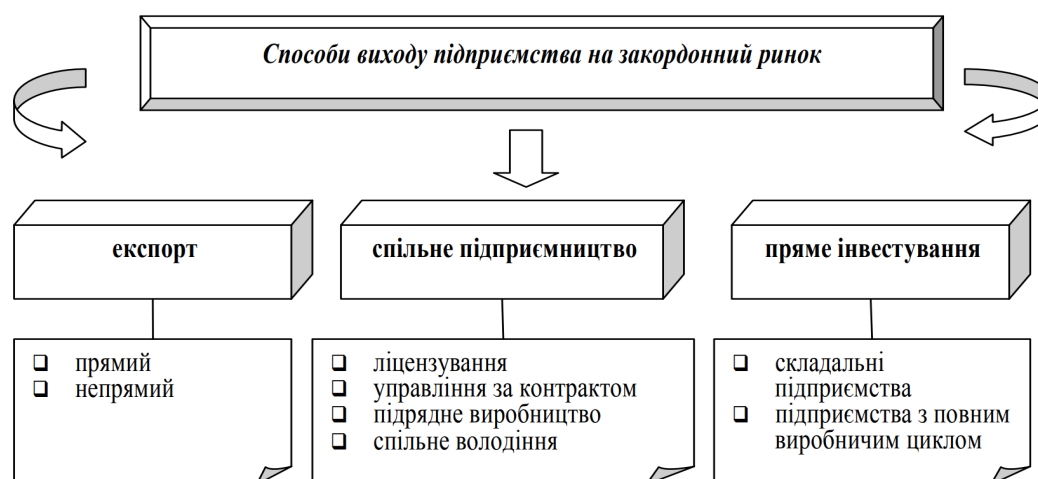 Способи виходу підприємства на закордонний ринок
експорт
спільне підприємництво
пряме інвестування
прямий
непрямий
ліцензування
управління за контрактом
підрядне виробництво
спільне володіння
складальні
підприємства
підприємства з повним
виробничим циклом